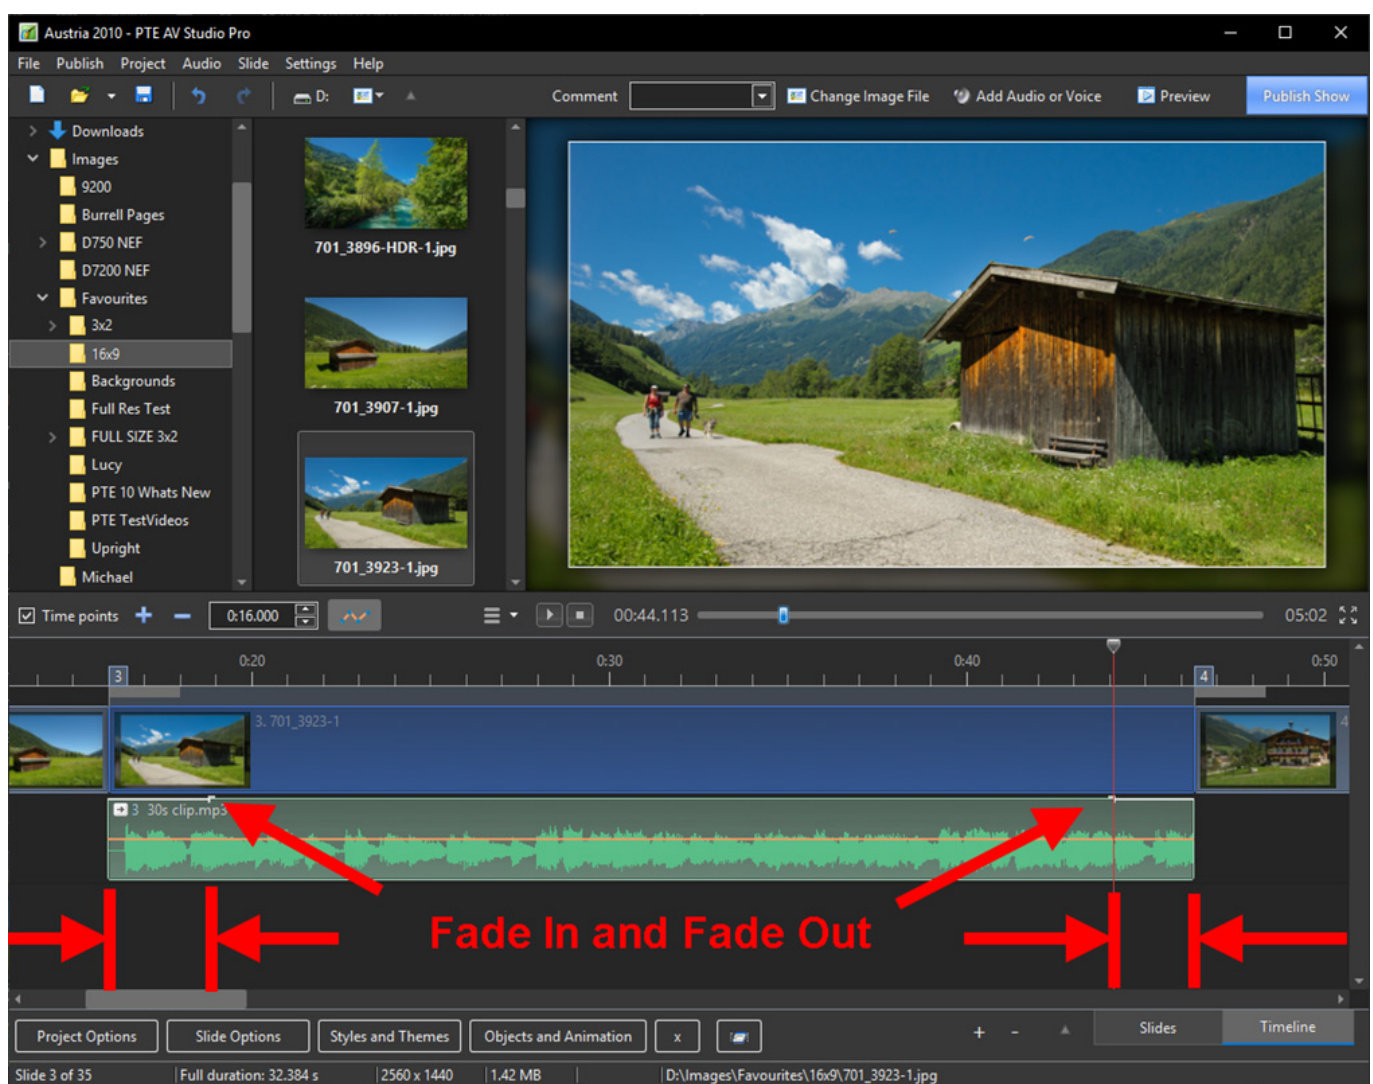 Austria 2010 - PTE AV Studio Pro
File Publish Project Audio Slide Settings Help
D: Comment Change Image File Add Audio or Voice Preview Publish Show
Downloads
Images
9200
Burrell Pages
D750 NEF
D7200 NEF
Favourites
3x2
16x9
Backgrounds
Full Res Test
FULL SIZE 3x2
Lucy
PTE 10 Whats New
PTE TestVideos
Upright
Michael
701_3896-HDR-1.jpg
701_3907-1.jpg
701_3923-1.jpg
Time points 0:16.000 00:44.113 05:02
0:20 0:30 0:40 0:50
3 4
3. 701_3923-1 4
3 30s clip.mp3
Fade In and Fade Out
Project Options Slide Options Styles and Themes Objects and Animation x + - Slides Timeline
Slide 3 of 35 Full duration: 32.384 s 2560 x 1440 1.42 MB D:\Images\Favourites\16x9\701_3923-1.jpg